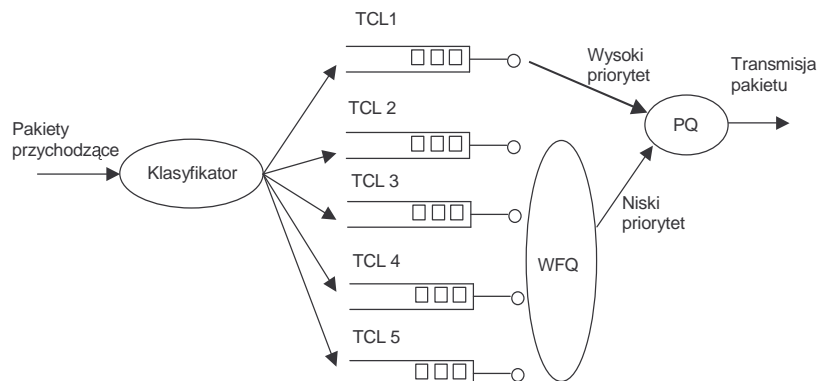 TCL1
Wysoki
priorytet
Transmisja
pakietu
TCL 2
Pakiety
przychodzące
Klasyfikator
PQ
TCL 3
Niski
priorytet
WFQ
TCL 4
TCL 5